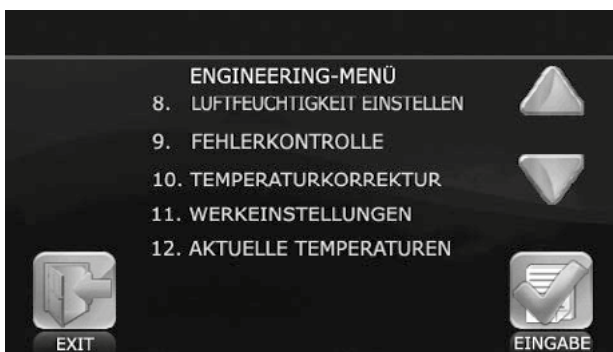 ENGINEERING-MENÜ
8. LUFTFEUCHTIGKEIT EINSTELLEN
9. FEHLERKONTROLLE
10. TEMPERATURKORREKTUR
11. WERKEINSTELLUNGEN
12. AKTUELLE TEMPERATUREN
EXIT
EINGABE